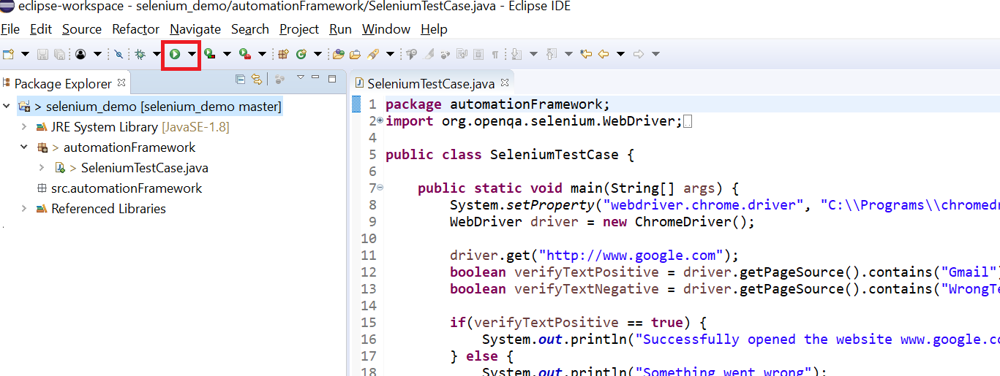 eclipse-workspace - selenium_demo/automationFramework/SeleniumTestCase.java - Eclipse IDE
File Edit Source Refactor Navigate Search Project Run Window Help
Package Explorer
> selenium_demo [selenium_demo master]
JRE System Library [JavaSE-1.8]
> automationFramework
> SeleniumTestCase.java
src.automationFramework
Referenced Libraries
SeleniumTestCase.java
1 package automationFramework;
2 import org.openqa.selenium.WebDriver;
4
5 public class SeleniumTestCase {
6
7 public static void main(String[] args) {
8 System.setProperty("webdriver.chrome.driver", "C:\\Programs\\chromedr
9 WebDriver driver = new ChromeDriver();
10
11 driver.get("http://www.google.com");
12 boolean verifyTextPositive = driver.getPageSource().contains("Gmail")
13 boolean verifyTextNegative = driver.getPageSource().contains("WrongTe
14
15 if(verifyTextPositive == true) {
16 System.out.println("Successfully opened the website www.google.co
17 } else {
18 System.out.println("Something went wrong");